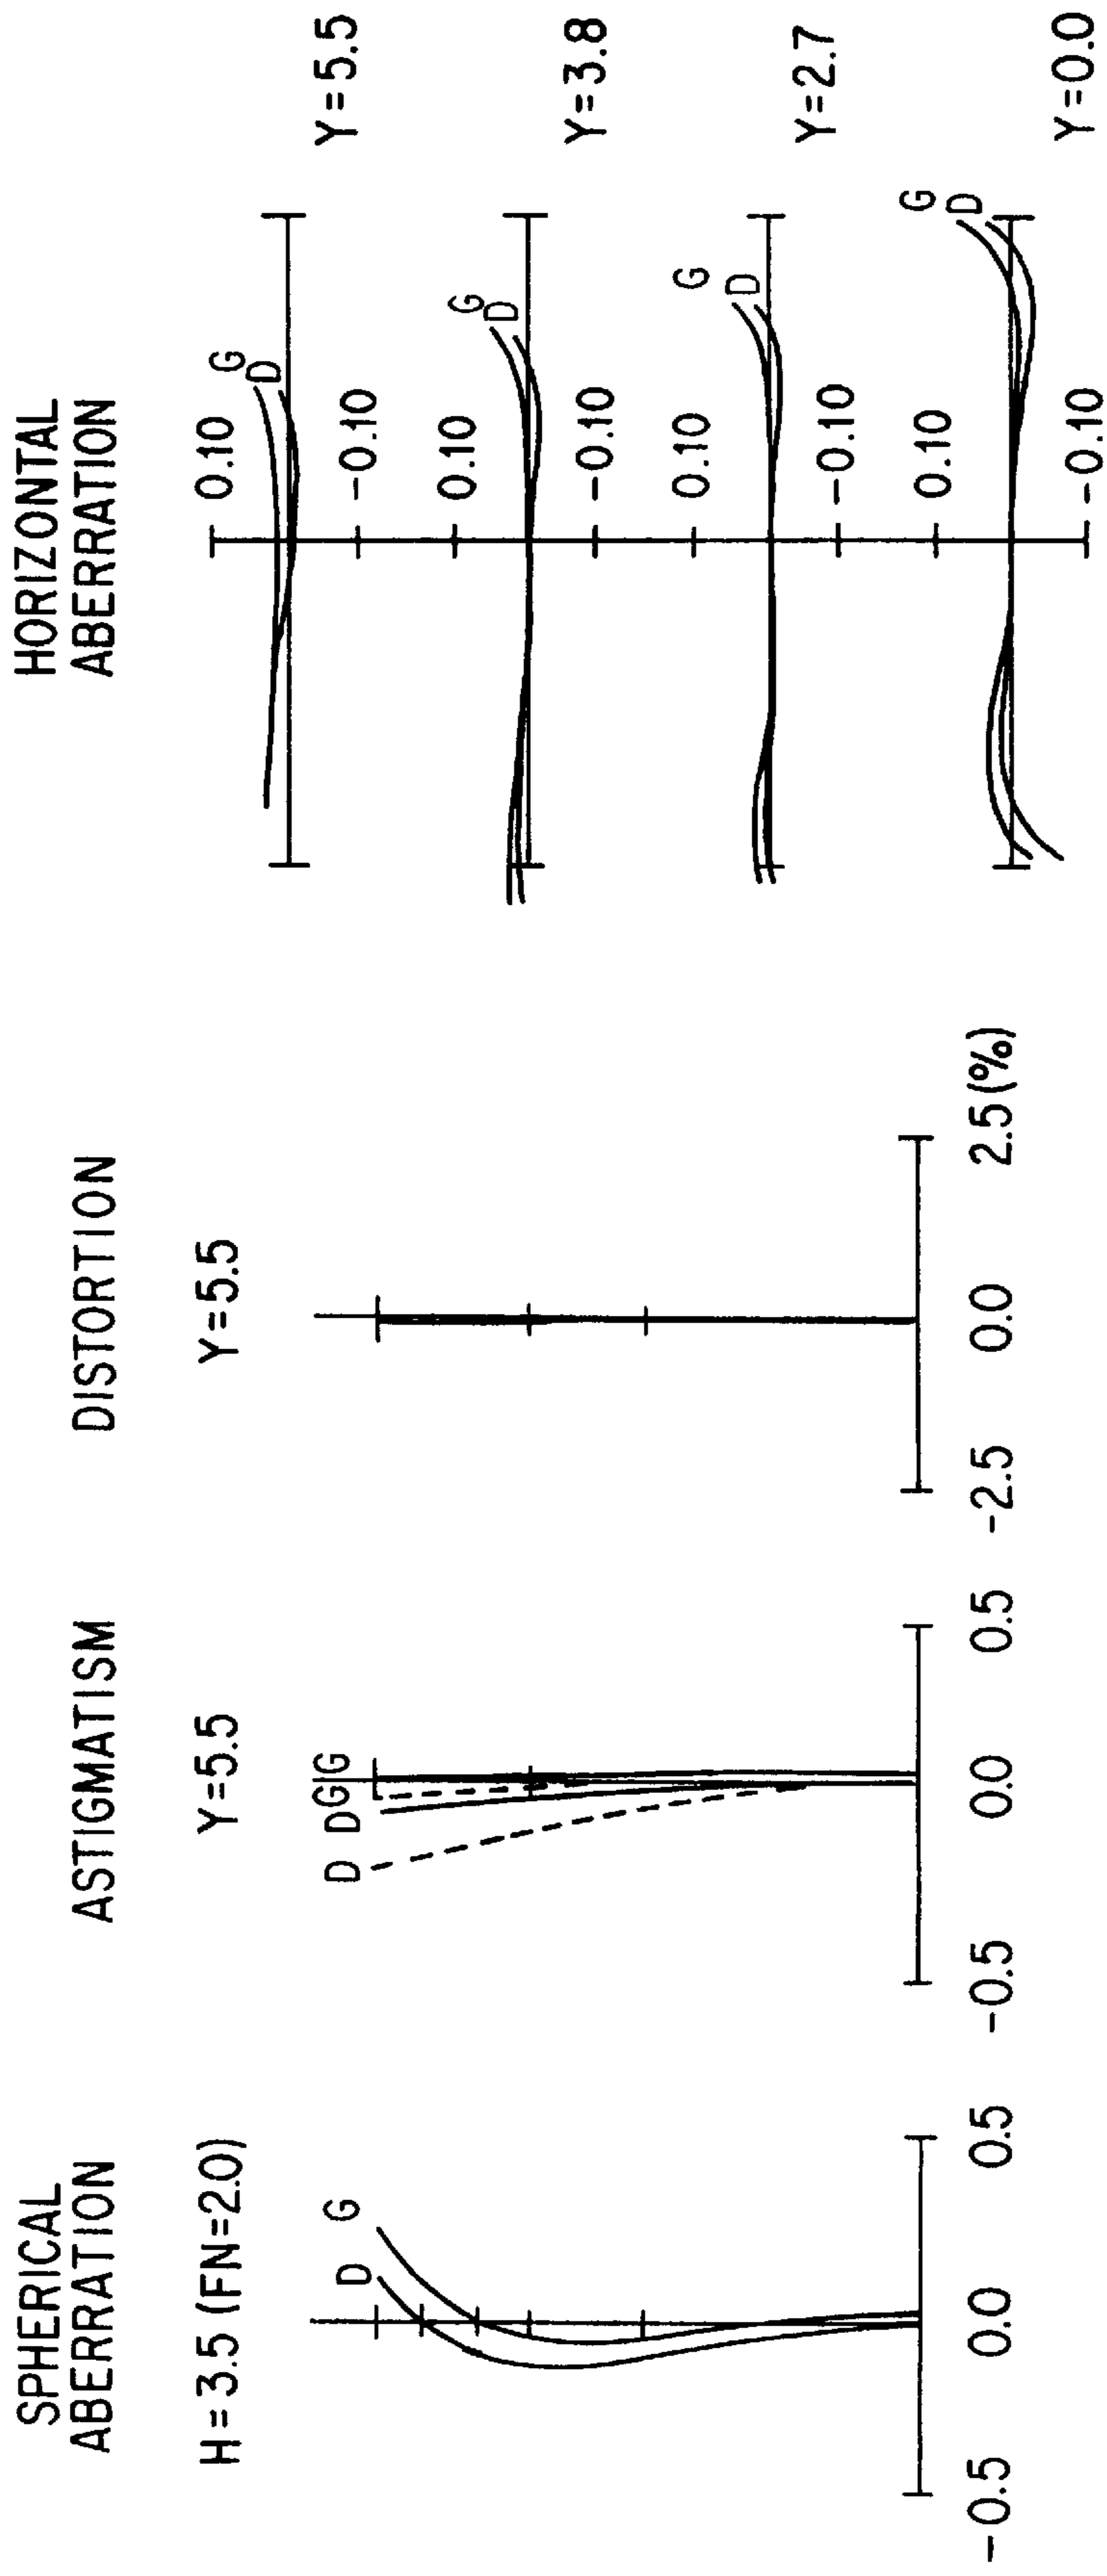 SPHERICAL
ABERRATION
H=3.5 (FN=2.0)
D
G
-0.5
0.0
0.5
ASTIGMATISM
Y=5.5
D
D
G
G
-0.5
0.0
0.5
DISTORTION
Y=5.5
-2.5
0.0
2.5(%)
HORIZONTAL
ABERRATION
0.10
G
D
-0.10
Y=5.5
0.10
G
D
-0.10
Y=3.8
0.10
G
D
-0.10
Y=2.7
0.10
G
D
-0.10
Y=0.0